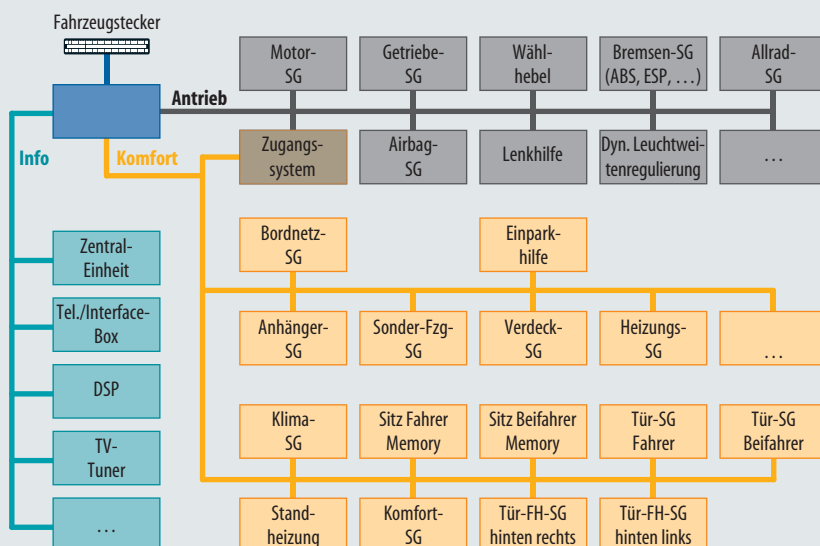 Fahrzeugstecker
Motor-
SG
Getriebe-
SG
Wähl-
hebel
Bremsen-SG
(ABS, ESP, …)
Allrad-
SG
Antrieb
Info
Komfort
Zugangs-
system
Airbag-
SG
Lenkhilfe
Dyn. Leuchtwei-
tenregulierung
…
Bordnetz-
SG
Einpark-
hilfe
Zentral-
Einheit
Tel./Interface-
Box
Anhänger-
SG
Sonder-Fzg-
SG
Verdeck-
SG
Heizungs-
SG
…
DSP
Klima-
SG
Sitz Fahrer
Memory
Sitz Beifahrer
Memory
Tür-SG
Fahrer
Tür-SG
Beifahrer
TV-
Tuner
…
Stand-
heizung
Komfort-
SG
Tür-FH-SG
hinten rechts
Tür-FH-SG
hinten links